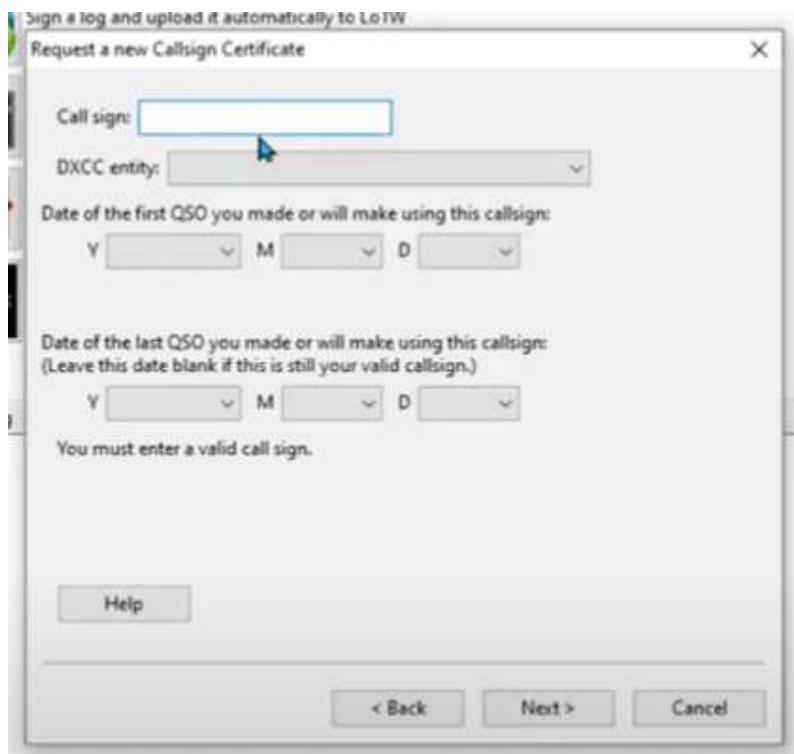 Sign a log and upload it automatically to LoTW
Request a new Callsign Certificate
Call sign:
DXCC entity:
Date of the first QSO you made or will make using this callsign:
Y M D
Date of the last QSO you made or will make using this callsign:
(Leave this date blank if this is still your valid callsign.)
Y M D
You must enter a valid call sign.
Help
< Back Next > Cancel